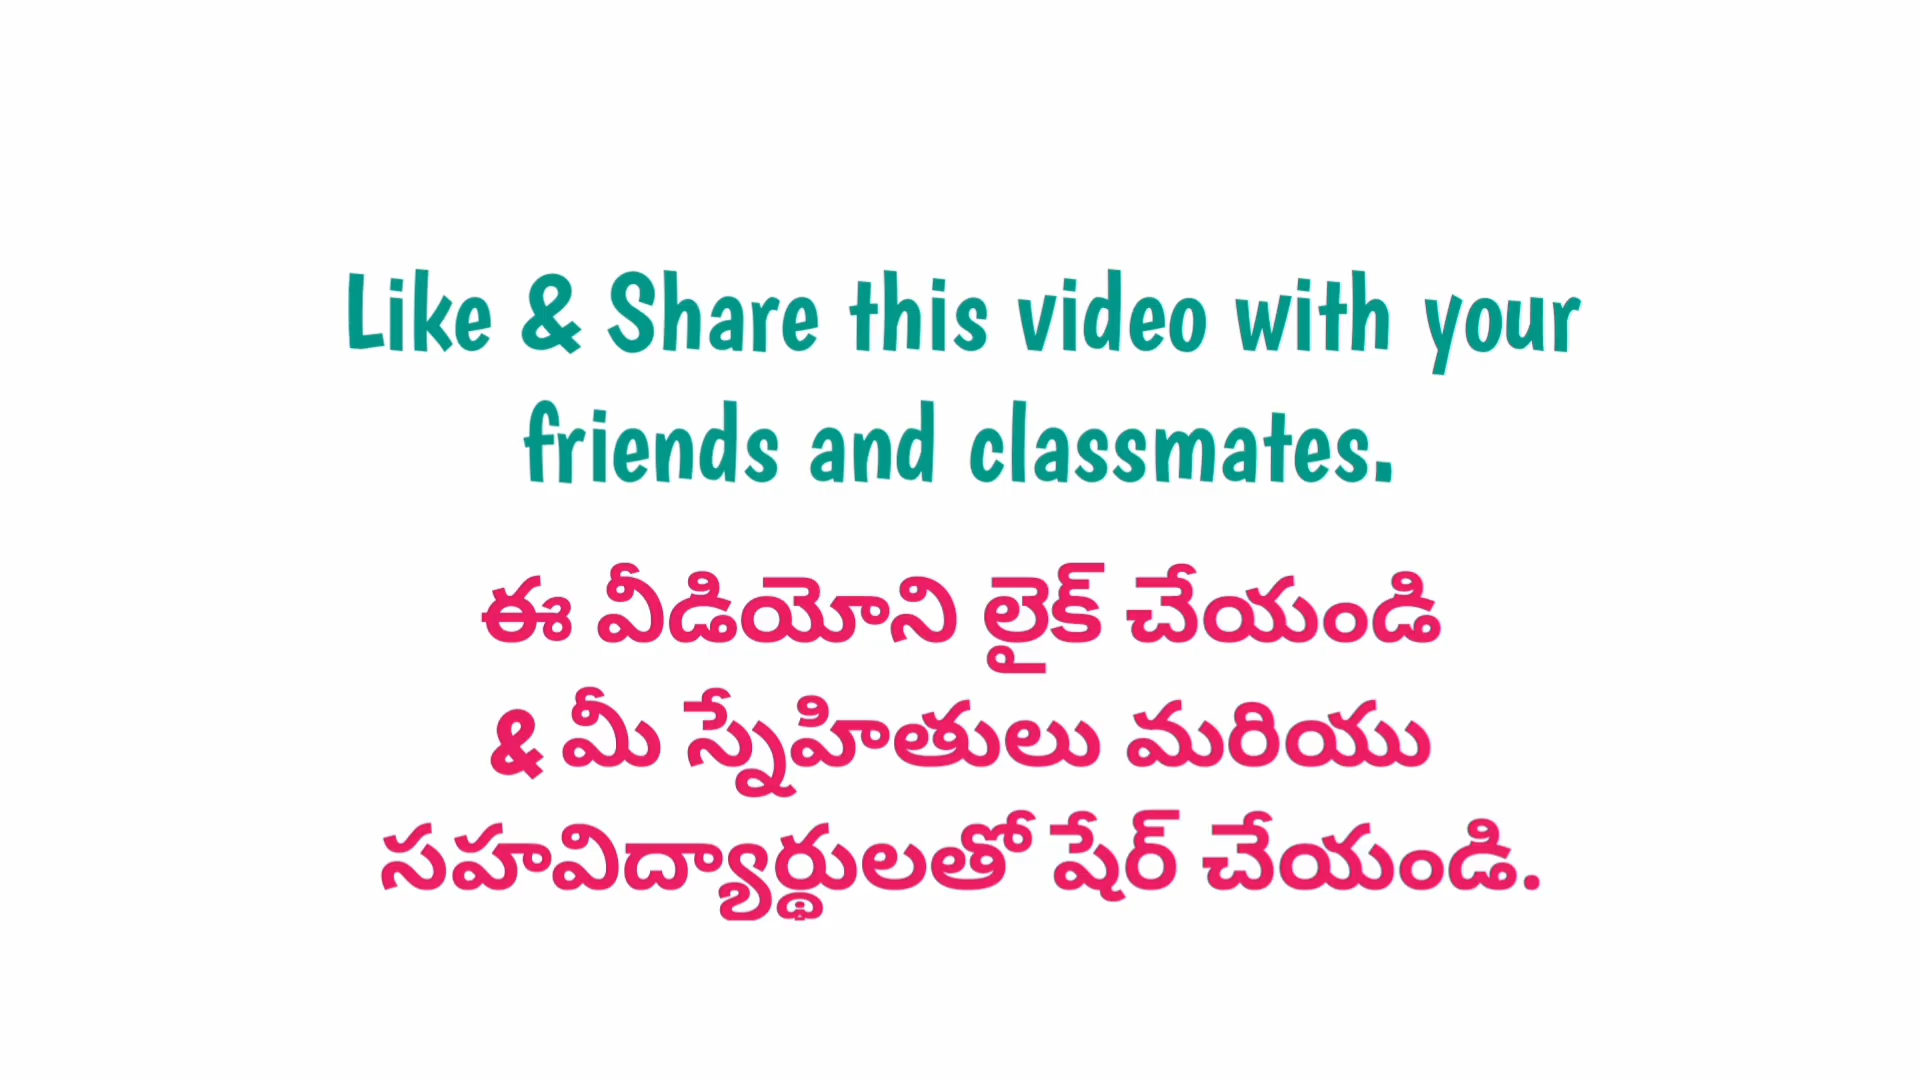 Like & Share this video with your
friends and classmates.
ఈ వీడియోని లైక్ చేయండి
& మీ స్నేహితులు మరియు
సహవిద్యార్థులతో షేర్ చేయండి.